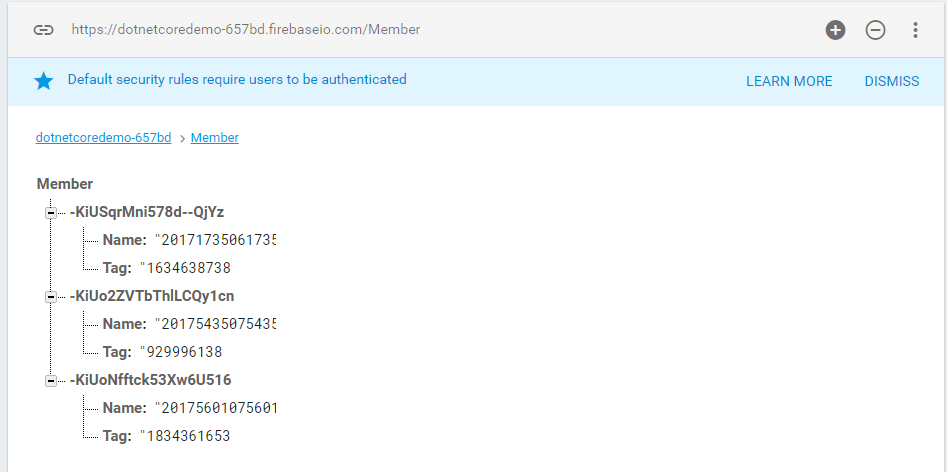 https://dotnetcoredemo-657bd.firebaseio.com/Member
Default security rules require users to be authenticated LEARN MORE DISMISS
dotnetcoredemo-657bd > Member
Member
-KiUSqrMni578d--QjYz
Name: "20171735061735
Tag: "1634638738
-KiUo2ZVTbThlLCQy1cn
Name: "20175435075435
Tag: "929996138
-KiUoNfftck53Xw6U516
Name: "20175601075601
Tag: "1834361653